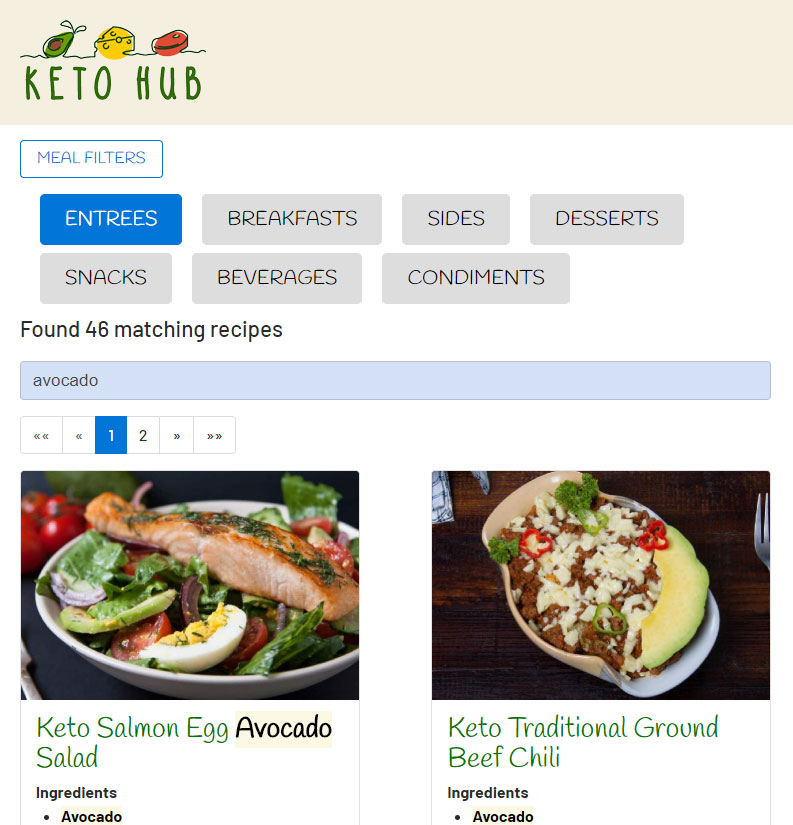 KETO HUB
MEAL FILTERS
ENTREES BREAKFASTS SIDES DESSERTS
SNACKS BEVERAGES CONDIMENTS
Found 46 matching recipes
avocado
«« « 1 2 » »»
Keto Salmon Egg Avocado
Salad
Ingredients
• Avocado
Keto Traditional Ground
Beef Chili
Ingredients
• Avocado